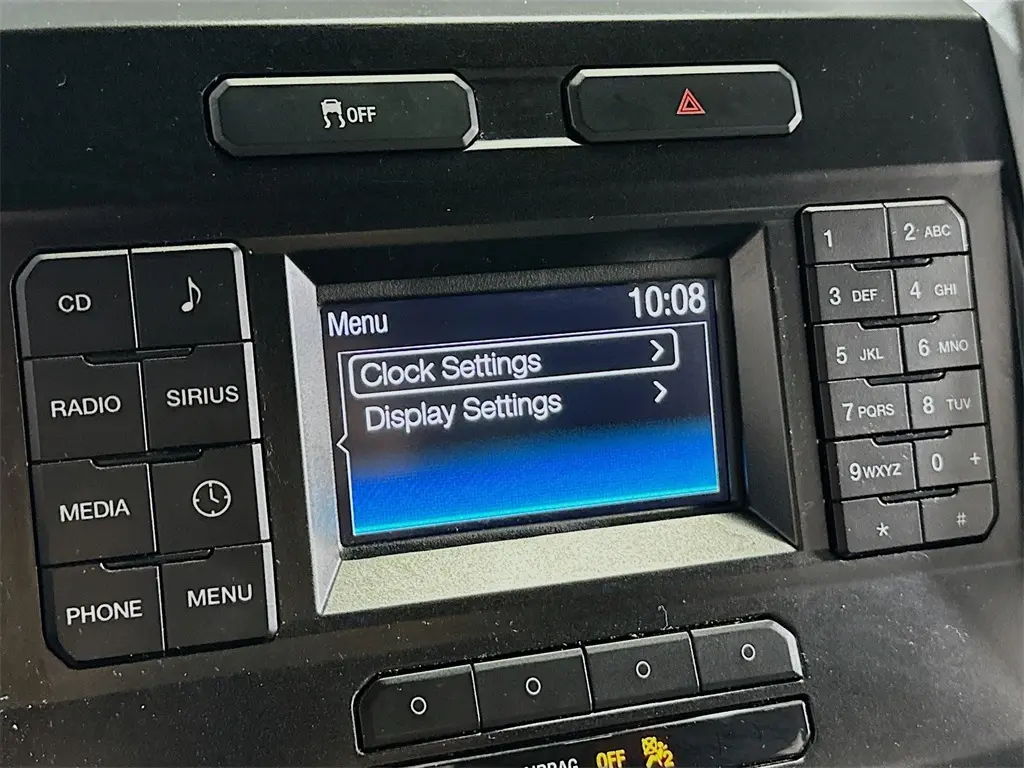 OFF
CD
RADIO
SIRIUS
MEDIA
PHONE
MENU
Menu
10:08
Clock Settings
Display Settings
1
2 ABC
3 DEF
4 GHI
5 JKL
6 MNO
7 PQRS
8 TUV
9 WXYZ
0 +
*
#
OFF 2